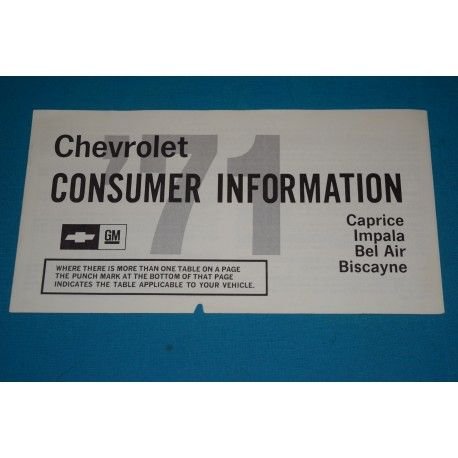 '71
Chevrolet
CONSUMER INFORMATION
GM
Caprice
Impala
Bel Air
Biscayne
WHERE THERE IS MORE THAN ONE TABLE ON A PAGE
THE PUNCH MARK AT THE BOTTOM OF THAT PAGE
INDICATES THE TABLE APPLICABLE TO YOUR VEHICLE.